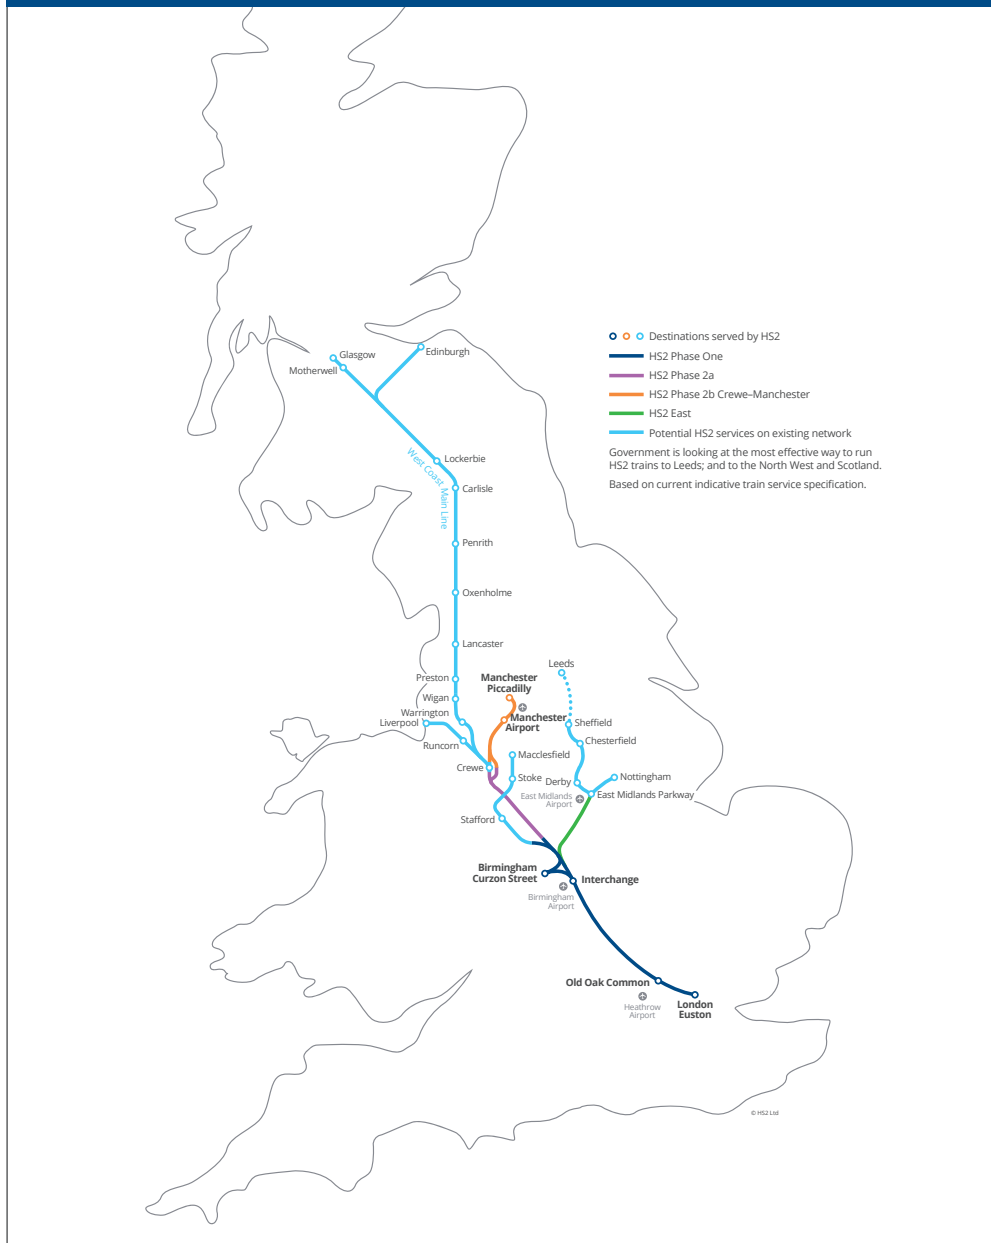 Destinations served by HS2
HS2 Phase One
HS2 Phase 2a
HS2 Phase 2b Crewe–Manchester
HS2 East
Potential HS2 services on existing network
Government is looking at the most effective way to run
HS2 trains to Leeds; and to the North West and Scotland.
Based on current indicative train service specification.
Glasgow
Edinburgh
Motherwell
Lockerbie
West Coast Main Line
Carlisle
Penrith
Oxenholme
Lancaster
Preston
Wigan
Warrington
Liverpool
Runcorn
Crewe
Manchester
Piccadilly
Manchester
Airport
Macclesfield
Stoke
Stafford
Leeds
Sheffield
Chesterfield
Derby
Nottingham
East Midlands
Airport
East Midlands Parkway
Birmingham
Curzon Street
Interchange
Birmingham
Airport
Old Oak Common
Heathrow
Airport
London
Euston
© HS2 Ltd